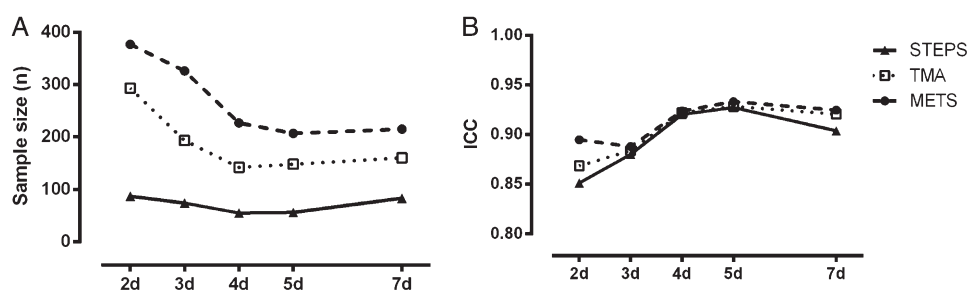 A
Sample size (n)
400
300
200
100
0
2d 3d 4d 5d 7d
B
ICC
1.00
0.95
0.90
0.85
0.80
2d 3d 4d 5d 7d
STEPS
TMA
METS